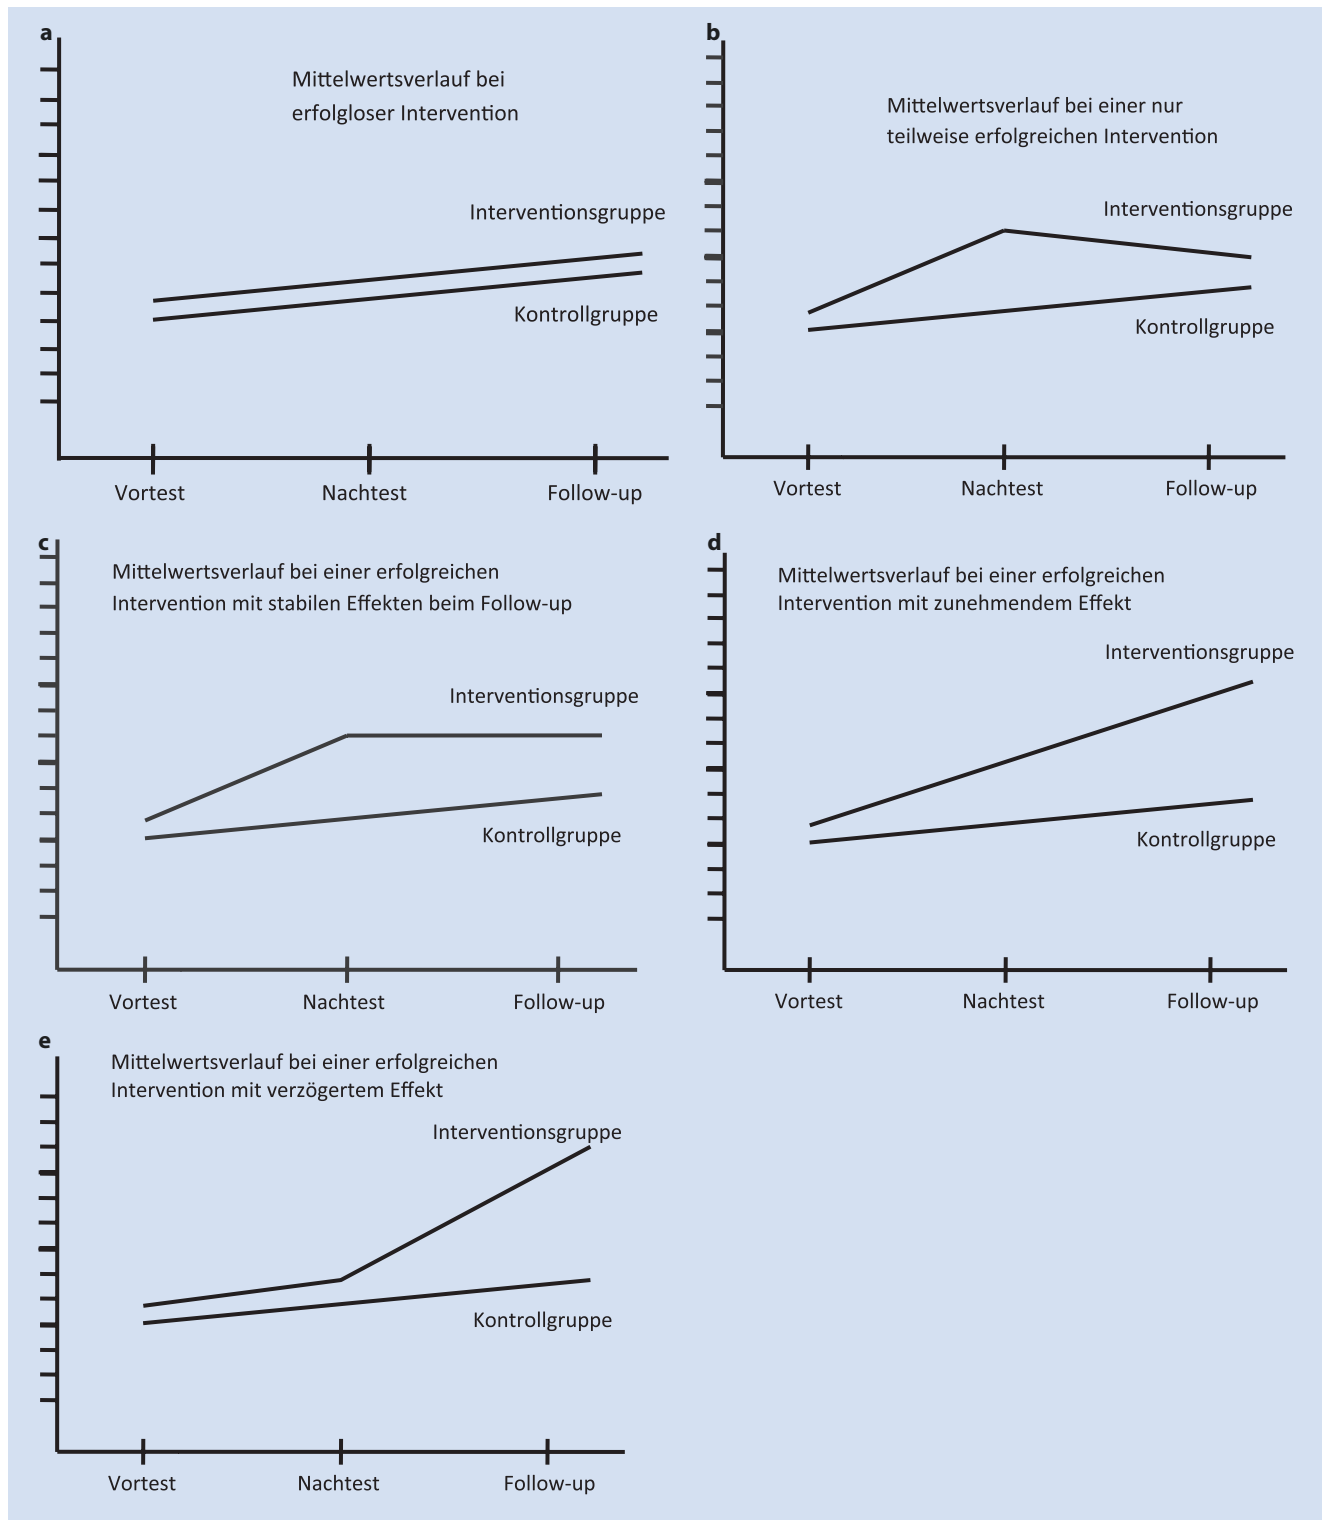 a
Mittelwertsverlauf bei
erfolgloser Intervention
Interventionsgruppe
Kontrollgruppe
Vortest Nachtest Follow-up
b
Mittelwertsverlauf bei einer nur
teilweise erfolgreichen Intervention
Interventionsgruppe
Kontrollgruppe
Vortest Nachtest Follow-up
c
Mittelwertsverlauf bei einer erfolgreichen
Intervention mit stabilen Effekten beim Follow-up
Interventionsgruppe
Kontrollgruppe
Vortest Nachtest Follow-up
d
Mittelwertsverlauf bei einer erfolgreichen
Intervention mit zunehmendem Effekt
Interventionsgruppe
Kontrollgruppe
Vortest Nachtest Follow-up
e
Mittelwertsverlauf bei einer erfolgreichen
Intervention mit verzögertem Effekt
Interventionsgruppe
Kontrollgruppe
Vortest Nachtest Follow-up